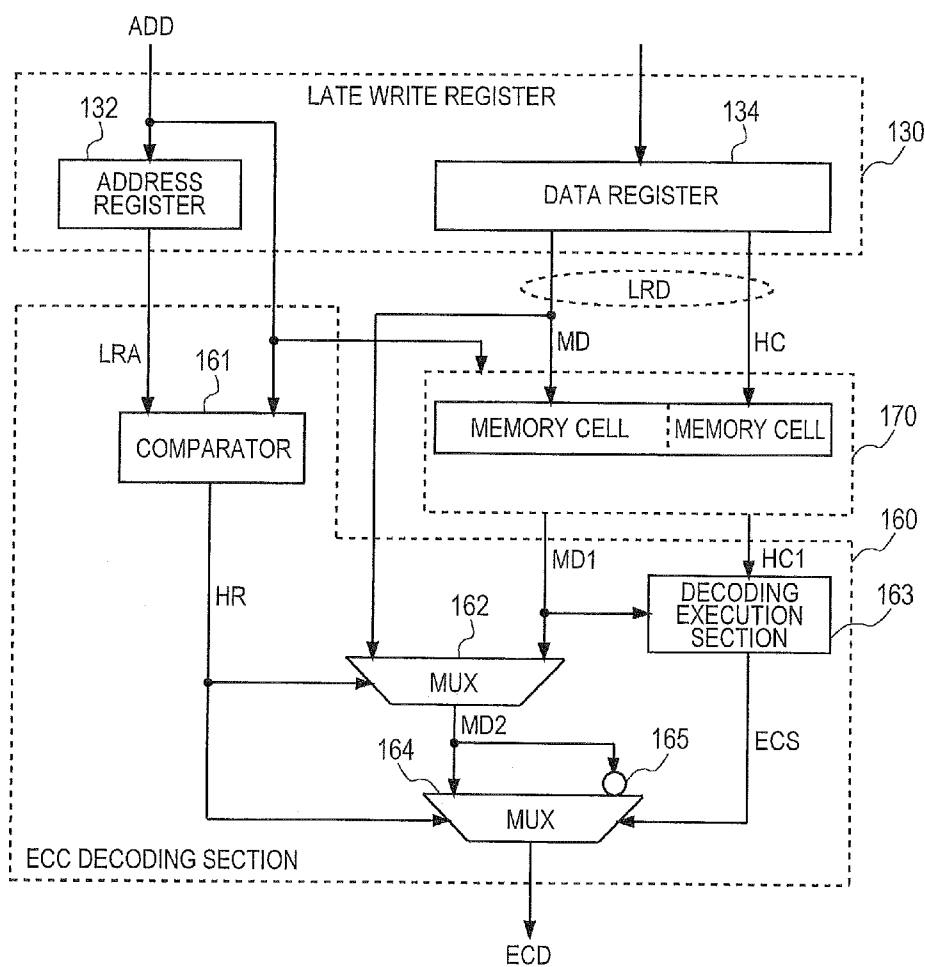 ADD
LATE WRITE REGISTER
132
134
130
ADDRESS
REGISTER
DATA REGISTER
LRD
LRA
161
MD
HC
COMPARATOR
MEMORY CELL
MEMORY CELL
170
160
HR
MD1
HC1
162
DECODING
EXECUTION
SECTION
163
MUX
MD2
164
165
ECS
MUX
ECC DECODING SECTION
ECD